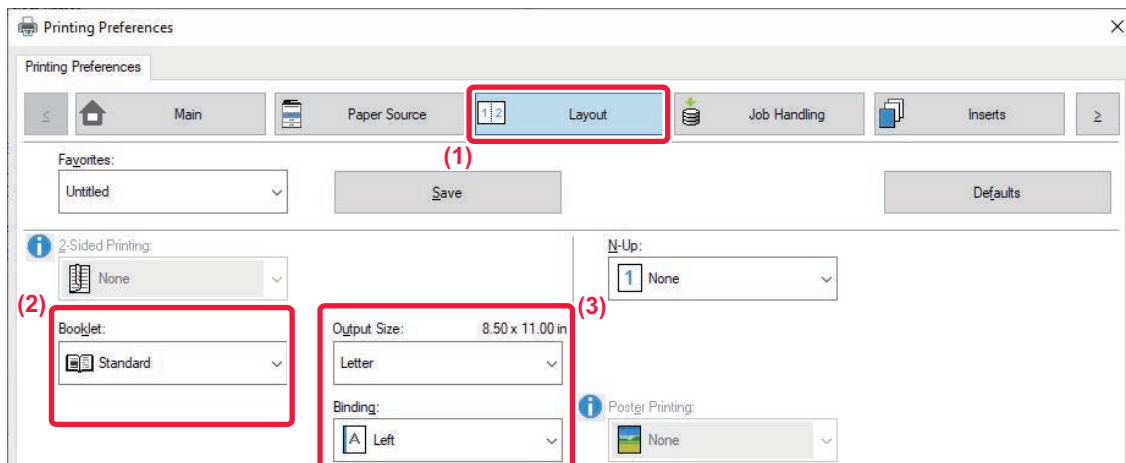 Printing Preferences
Printing Preferences
< Main Paper Source 1 2 Layout Job Handling Inserts >
(1)
Favorites:
Untitled Save Defaults
2-Sided Printing: N-Up:
None 1 None
(2) (3)
Booklet: Output Size: 8.50 x 11.00 in
Standard Letter
Binding: Poster Printing:
A Left None